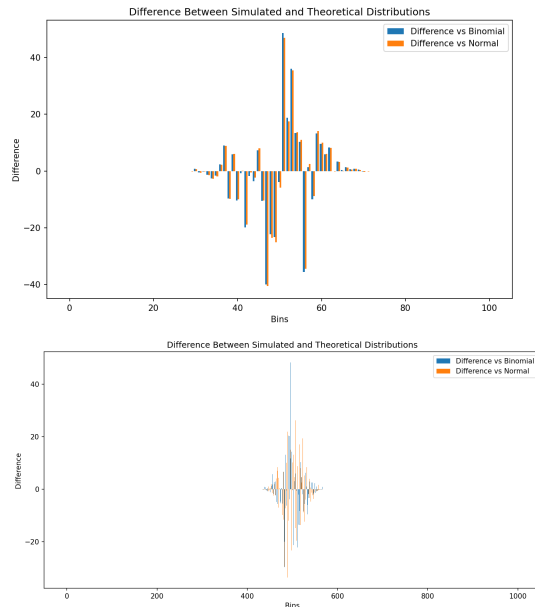 Difference Between Simulated and Theoretical Distributions
Difference vs Binomial
Difference vs Normal
40
20
0
−20
−40
Difference
0 20 40 60 80 100
Bins
Difference Between Simulated and Theoretical Distributions
Difference vs Binomial
Difference vs Normal
40
20
0
−20
Difference
0 200 400 600 800 1000
Bins